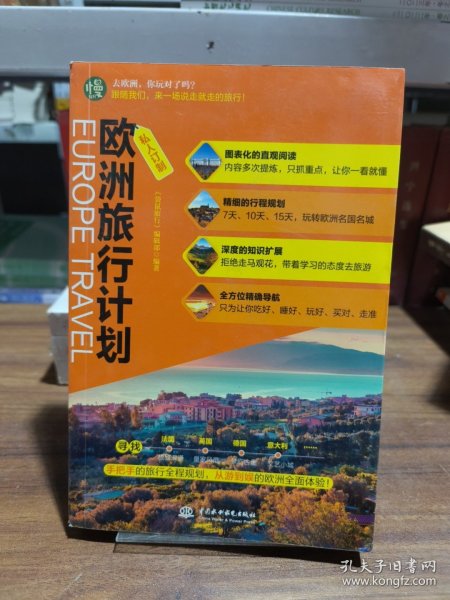 慢
去欧洲，你玩对了吗？
跟随我们，来一场说走就走的旅行！
欧洲旅行计划
EUROPE TRAVEL
私人订制
《袋鼠旅行》编辑部◎编著
图表化的直观阅读
内容多次提炼，只抓重点，让你一看就懂
精细的行程规划
7天、10天、15天，玩转欧洲名国名城
深度的知识扩展
拒绝走马观花，带着学习的态度去旅游
全方位精确导航
只为让你吃好、睡好、玩好、买对、走准
寻找
法国
英国
德国
意大利
……
手把手的旅行全程规划，从游到娱的欧洲全面体验！
中国水利水电出版社
www.kongfz.com
孔夫子旧书网